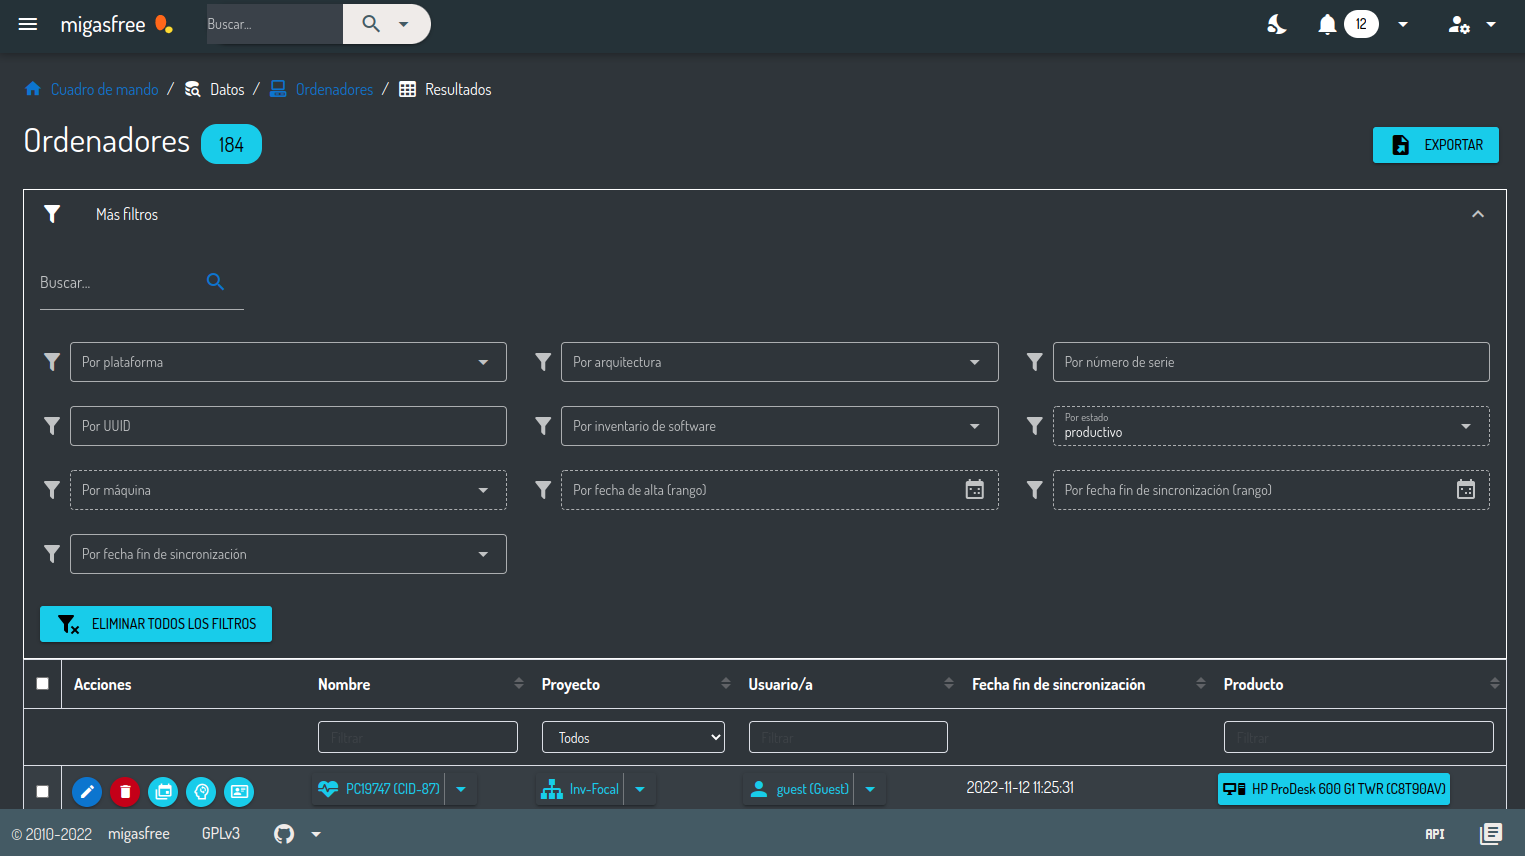 migasfree
Buscar...
12
Cuadro de mando / Datos / Ordenadores / Resultados
Ordenadores 184
EXPORTAR
Más filtros
Buscar...
Por plataforma
Por arquitectura
Por número de serie
Por UUID
Por inventario de software
Por estado
productivo
Por máquina
Por fecha de alta (rango)
Por fecha fin de sincronización (rango)
Por fecha fin de sincronización
ELIMINAR TODOS LOS FILTROS
Acciones Nombre Proyecto Usuario/a Fecha fin de sincronización Producto
Filtrar Todos Filtrar Filtrar
PC19747 (CID-87) Inv-Focal guest (Guest) 2022-11-12 11:25:31 HP ProDesk 600 G1 TWR (C8T90AV)
© 2010-2022 migasfree GPLv3 API